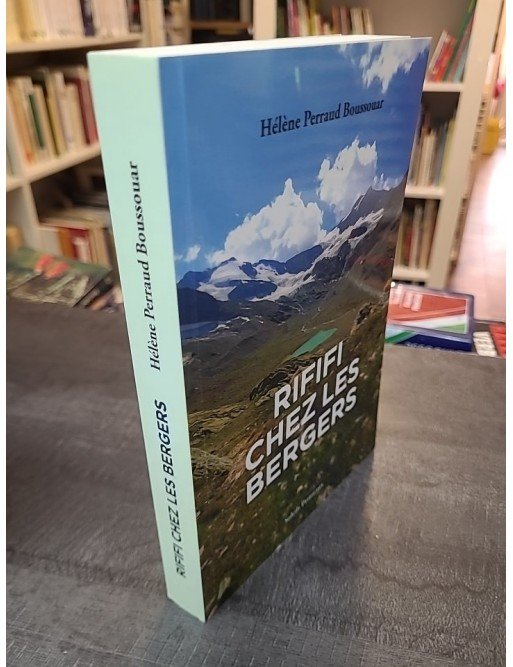 Hélène Perraud Boussouar
RIFIFI
CHEZ LES
BERGERS
RIFIFI CHEZ LES BERGERS Hélène Perraud Boussouar